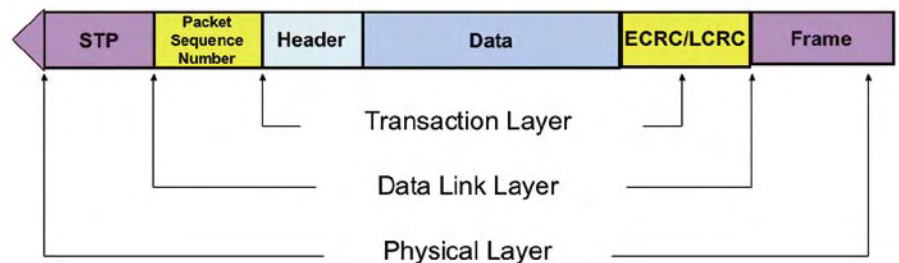 STP
Packet
Sequence
Number
Header
Data
ECRC/LCRC
Frame
Transaction Layer
Data Link Layer
Physical Layer